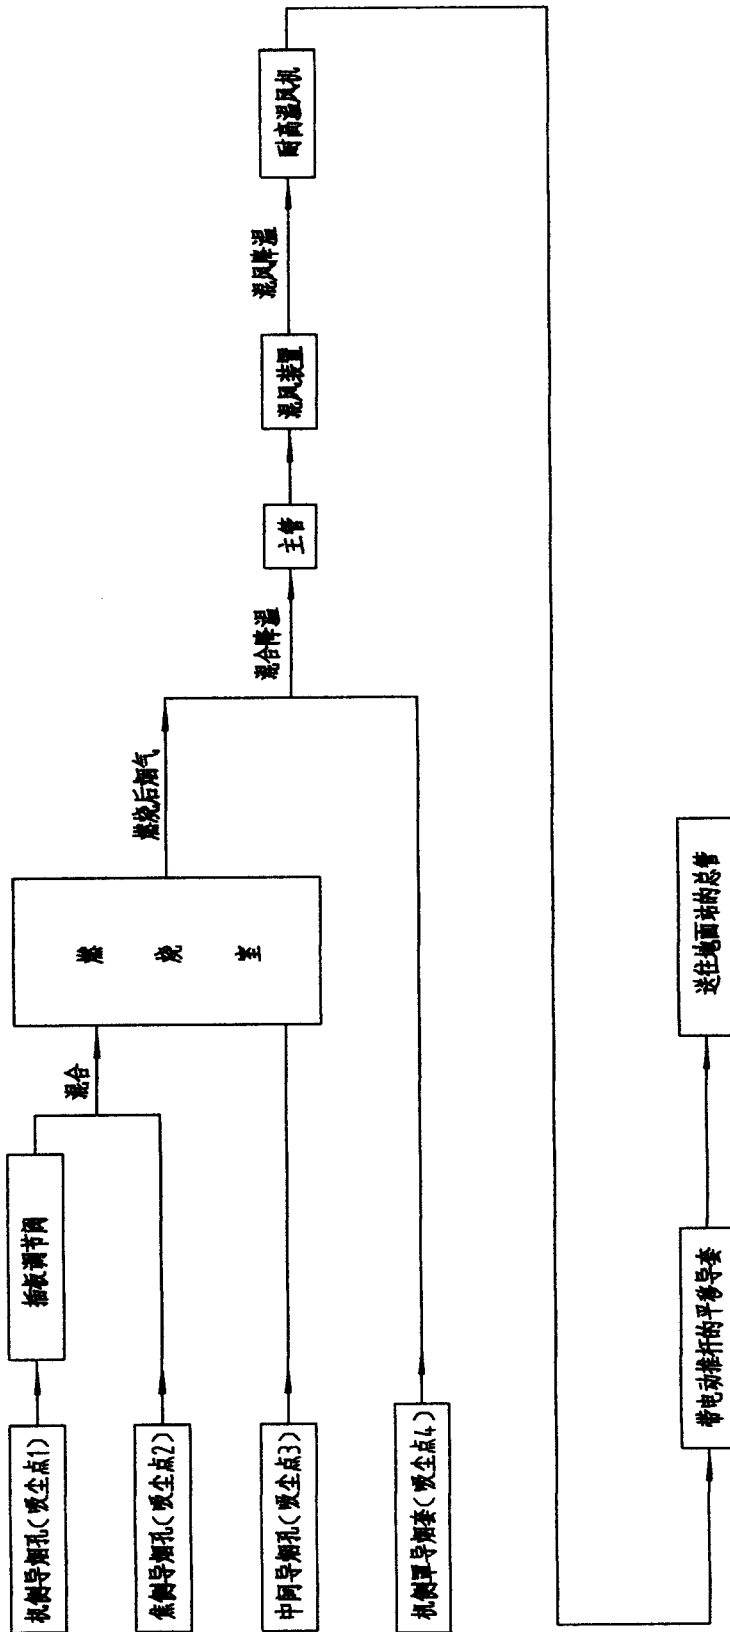 机侧导烟孔(吸尘点1)
插板调节阀
焦侧导烟孔(吸尘点2)
混合
中间导烟孔(吸尘点3)
燃烧室
燃烧后烟气
机侧罩导烟套(吸尘点4)
混合降温
主管
混风装置
混风降温
耐高温风机
带电动推杆的平移导套
送往地面站的总管